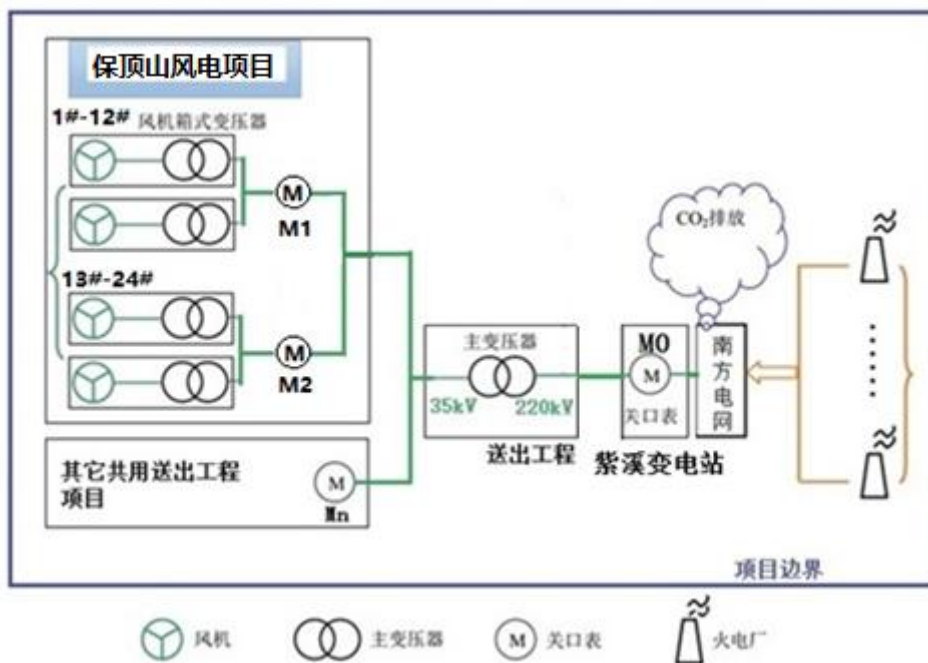 保顶山风电项目
1#-12# 风机箱式变压器
M
M1
13#-24#
M
M2
其它共用送出工程
项目
M
Mn
主变压器
35kV 220kV
送出工程
MO
M
关口表
紫溪变电站
CO₂排放
南方电网
项目边界
风机
主变压器
M 关口表
火电厂